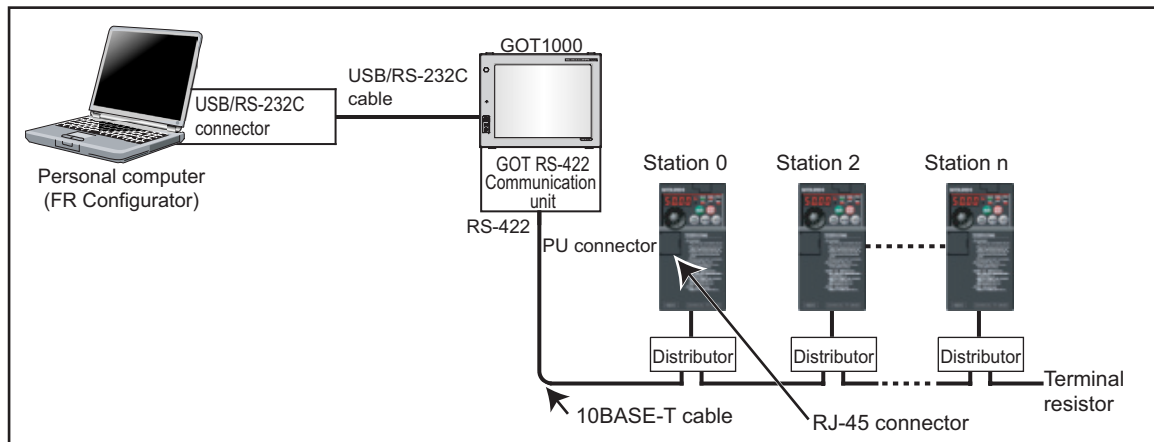 GOT1000
USB/RS-232C
cable
USB/RS-232C
connector
Personal computer
(FR Configurator)
GOT RS-422
Communication
unit
RS-422
PU connector
Station 0
Station 2
Station n
Distributor
Distributor
Distributor
Terminal
resistor
10BASE-T cable
RJ-45 connector